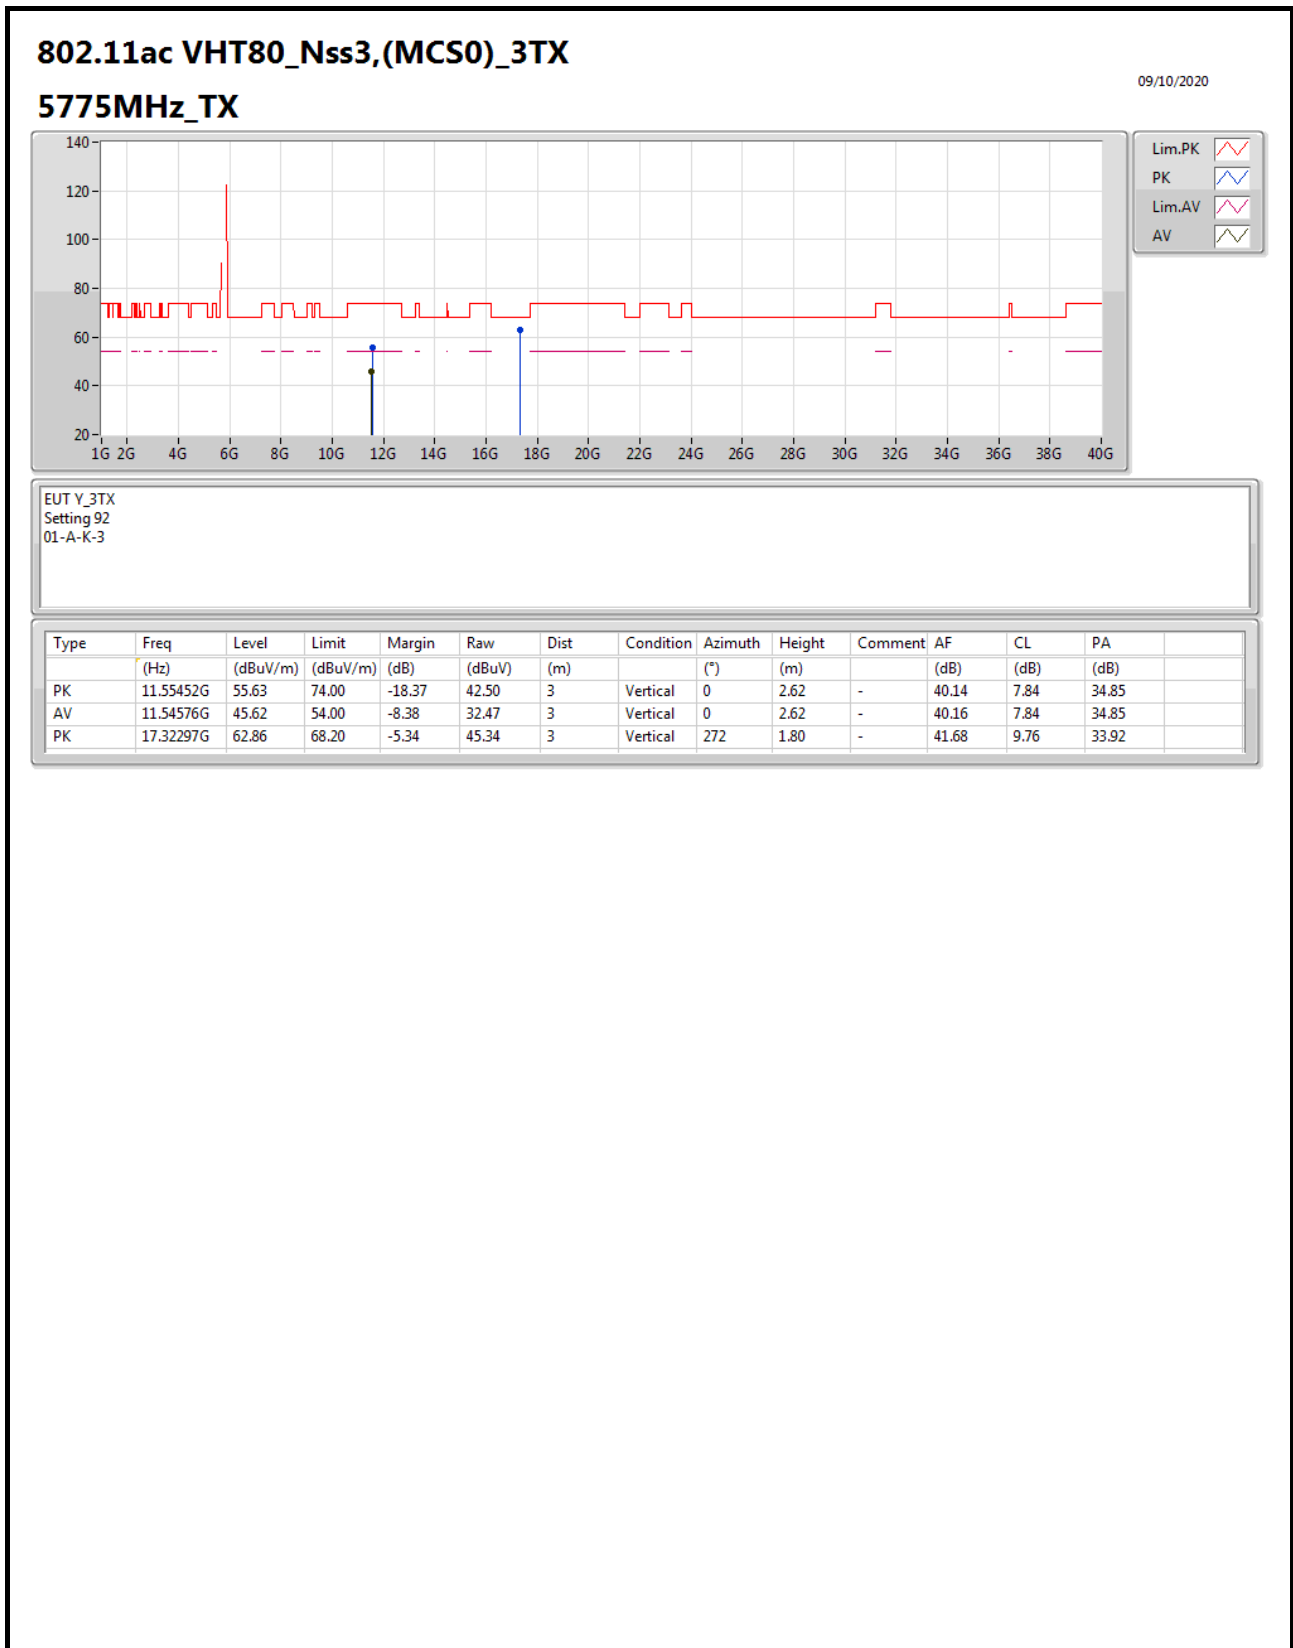 802.11ac VHT80_Nss3,(MCS0)_3TX
09/10/2020
5775MHz_TX
140
120
100
80
60
40
20
1G 2G 4G 6G 8G 10G 12G 14G 16G 18G 20G 22G 24G 26G 28G 30G 32G 34G 36G 38G 40G
Lim.PK
PK
Lim.AV
AV
EUT Y_3TX
Setting 92
01-A-K-3
Type Freq Level Limit Margin Raw Dist Condition Azimuth Height Comment AF CL PA
(Hz) (dBuV/m) (dBuV/m) (dB) (dBuV) (m) (°) (m) (dB) (dB) (dB)
PK 11.55452G 55.63 74.00 -18.37 42.50 3 Vertical 0 2.62 - 40.14 7.84 34.85
AV 11.54576G 45.62 54.00 -8.38 32.47 3 Vertical 0 2.62 - 40.16 7.84 34.85
PK 17.32297G 62.86 68.20 -5.34 45.34 3 Vertical 272 1.80 - 41.68 9.76 33.92